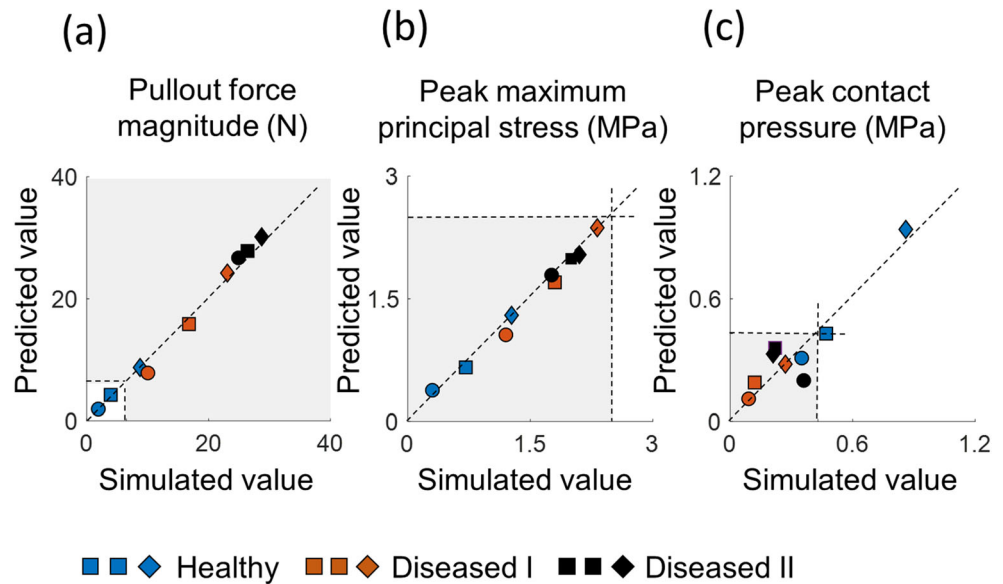 (a)
(b)
(c)
Pullout force
magnitude (N)
Peak maximum
principal stress (MPa)
Peak contact
pressure (MPa)
Predicted value
40
20
0
0
20
40
Simulated value
Predicted value
3
1.5
0
0
1.5
3
Simulated value
Predicted value
1.2
0.6
0
0
0.6
1.2
Simulated value
Healthy
Diseased I
Diseased II